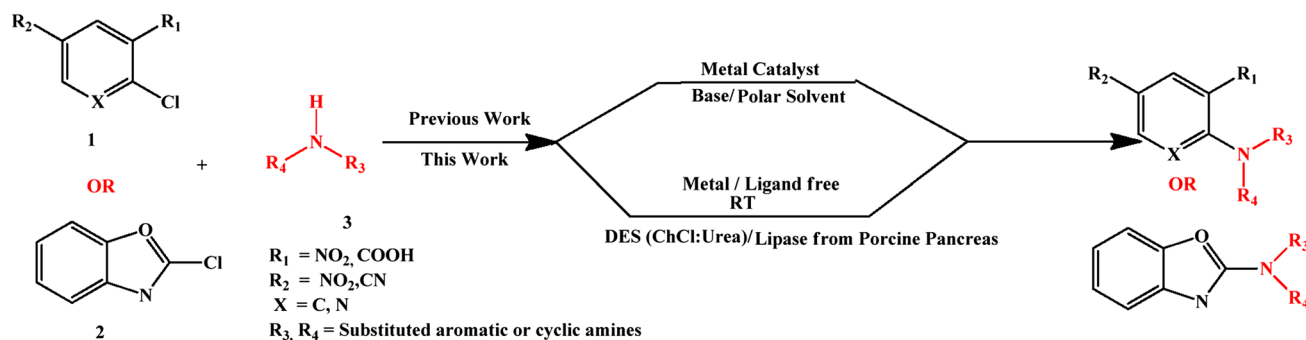 R2
R1
X
Cl
1
+
OR
O
N
Cl
2
H
N
R4
R3
3
R1 = NO2, COOH
R2 = NO2,CN
X = C, N
R3, R4 = Substituted aromatic or cyclic amines
Previous Work
This Work
Metal Catalyst
Base/Polar Solvent
Metal / Ligand free
RT
DES (ChCl:Urea)/Lipase from Porcine Pancreas
R2
R1
X
N
R3
R4
OR
O
N
N
R3
R4